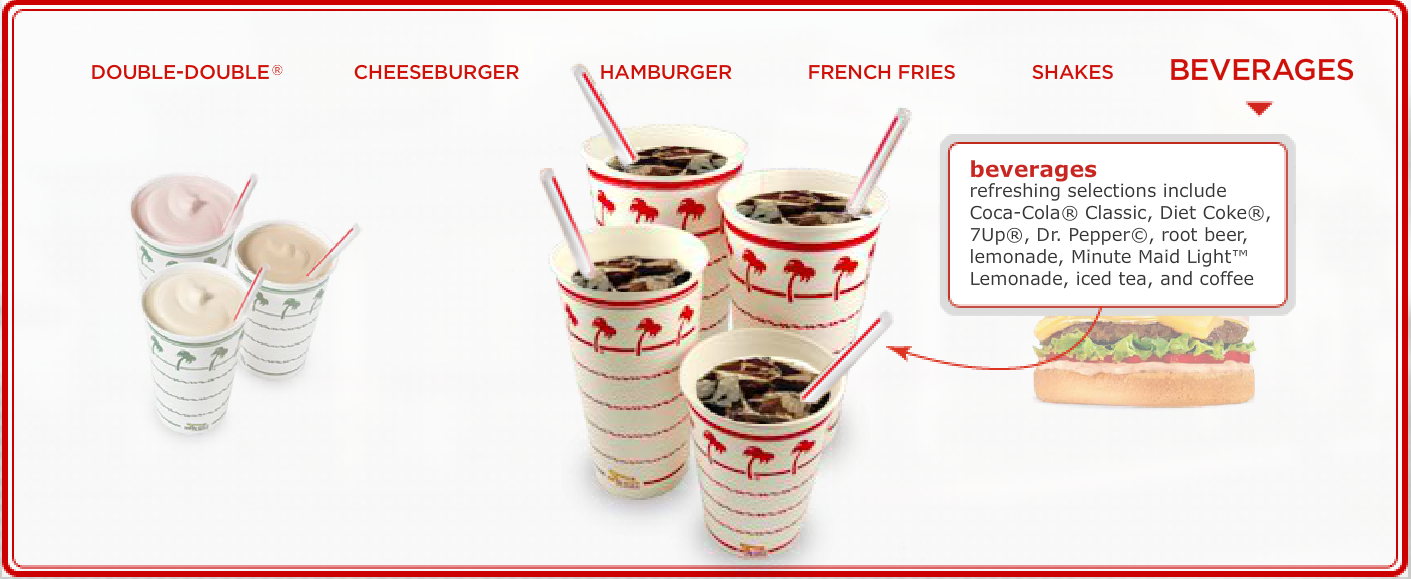 DOUBLE-DOUBLE® CHEESEBURGER HAMBURGER FRENCH FRIES SHAKES BEVERAGES
beverages
refreshing selections include
Coca-Cola® Classic, Diet Coke®,
7Up®, Dr. Pepper©, root beer,
lemonade, Minute Maid Light™
Lemonade, iced tea, and coffee